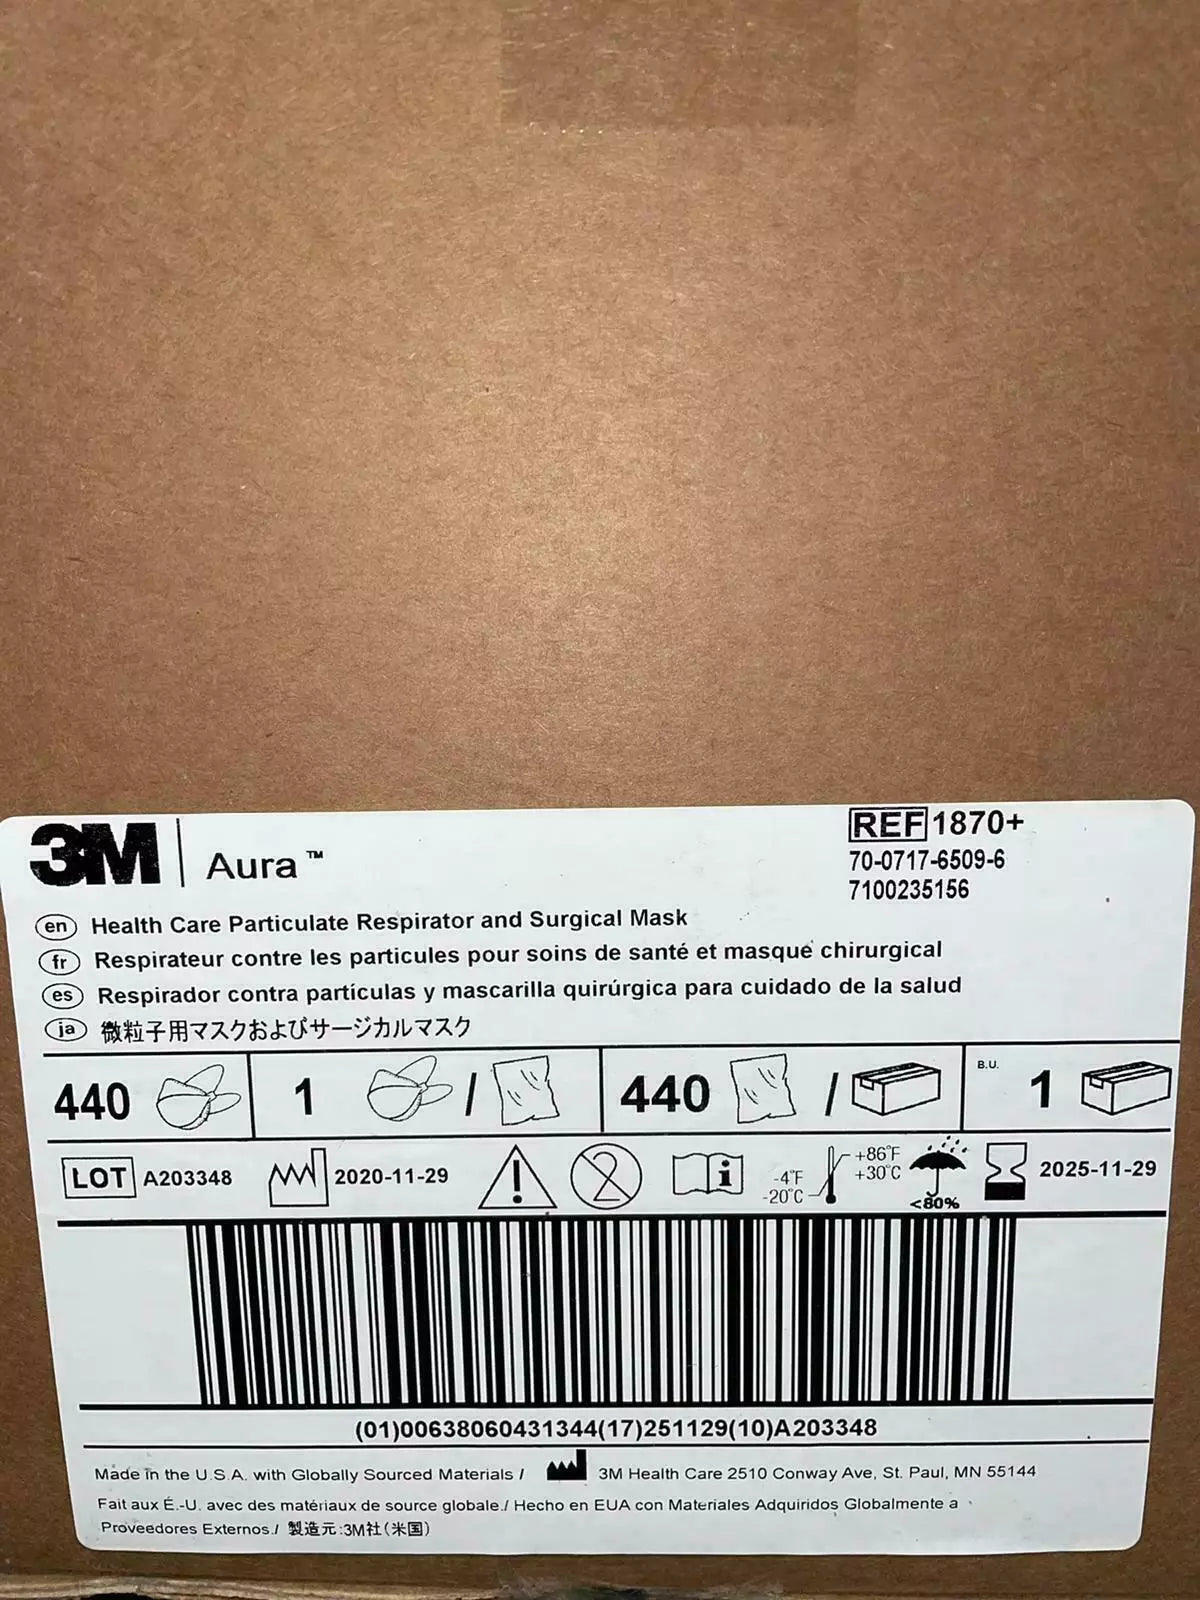 3M Aura™
REF 1870+
70-0717-6509-6
7100235156
en Health Care Particulate Respirator and Surgical Mask
fr Respirateur contre les particules pour soins de santé et masque chirurgical
es Respirador contra partículas y mascarilla quirúrgica para cuidado de la salud
ja 微粒子用マスクおよびサージカルマスク
440 1 / 440 / B.U. 1
LOT A203348 2020-11-29 2 i -4°F -20°C +86°F +30°C <80% 2025-11-29
(01)00638060431344(17)251129(10)A203348
Made in the U.S.A. with Globally Sourced Materials / 3M Health Care 2510 Conway Ave, St. Paul, MN 55144
Fait aux É.-U. avec des matériaux de source globale./ Hecho en EUA con Materiales Adquiridos Globalmente a
Proveedores Externos./ 製造元:3M社(米国)